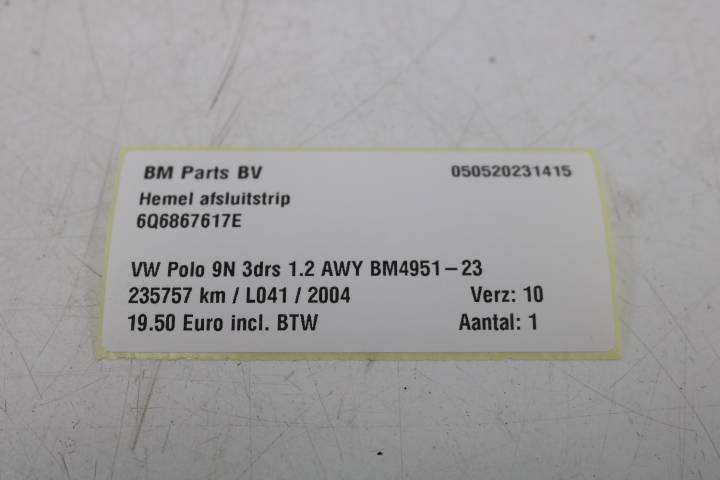 BM Parts BV 050520231415
Hemel afsluitstrip
6Q6867617E
VW Polo 9N 3drs 1.2 AWY BM4951-23
235757 km / L041 / 2004 Verz: 10
19.50 Euro incl. BTW Aantal: 1